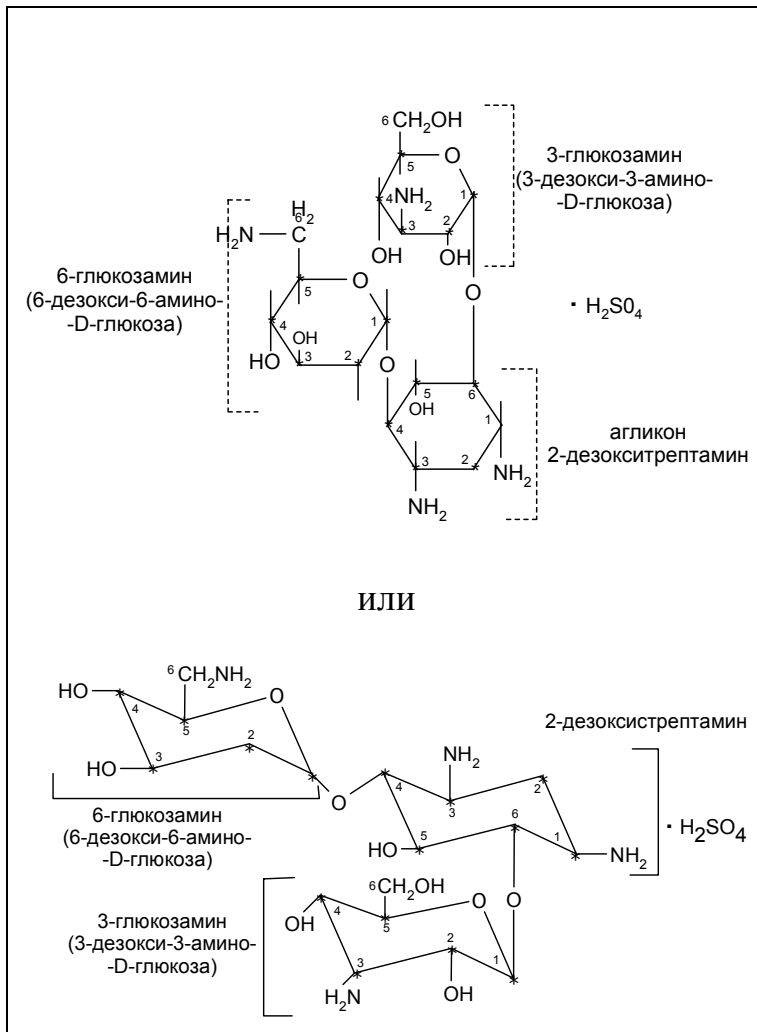 6 CH2OH
O
5
3-глюкозамин
(3-дезокси-3-амино-
-D-глюкоза)
4
NH2
1
3
2
OH
OH
H2
6
H2N
C
6-глюкозамин
(6-дезокси-6-амино-
-D-глюкоза)
O
5
O
· H2S04
4
OH
1
HO
3
2
O
5
6
OH
1
4
агликон
2-дезокситрептамин
3
2
NH2
NH2
или
6 CH2NH2
HO
O
4
5
2-дезоксистрептамин
2
NH2
HO
3
1
4
2
6-глюкозамин
(6-дезокси-6-амино-
-D-глюкоза)
O
3
6
· H2SO4
HO
5
1
NH2
6 CH2OH
O
O
3-глюкозамин
(3-дезокси-3-амино-
-D-глюкоза)
OH
4
5
2
3
1
H2N
OH